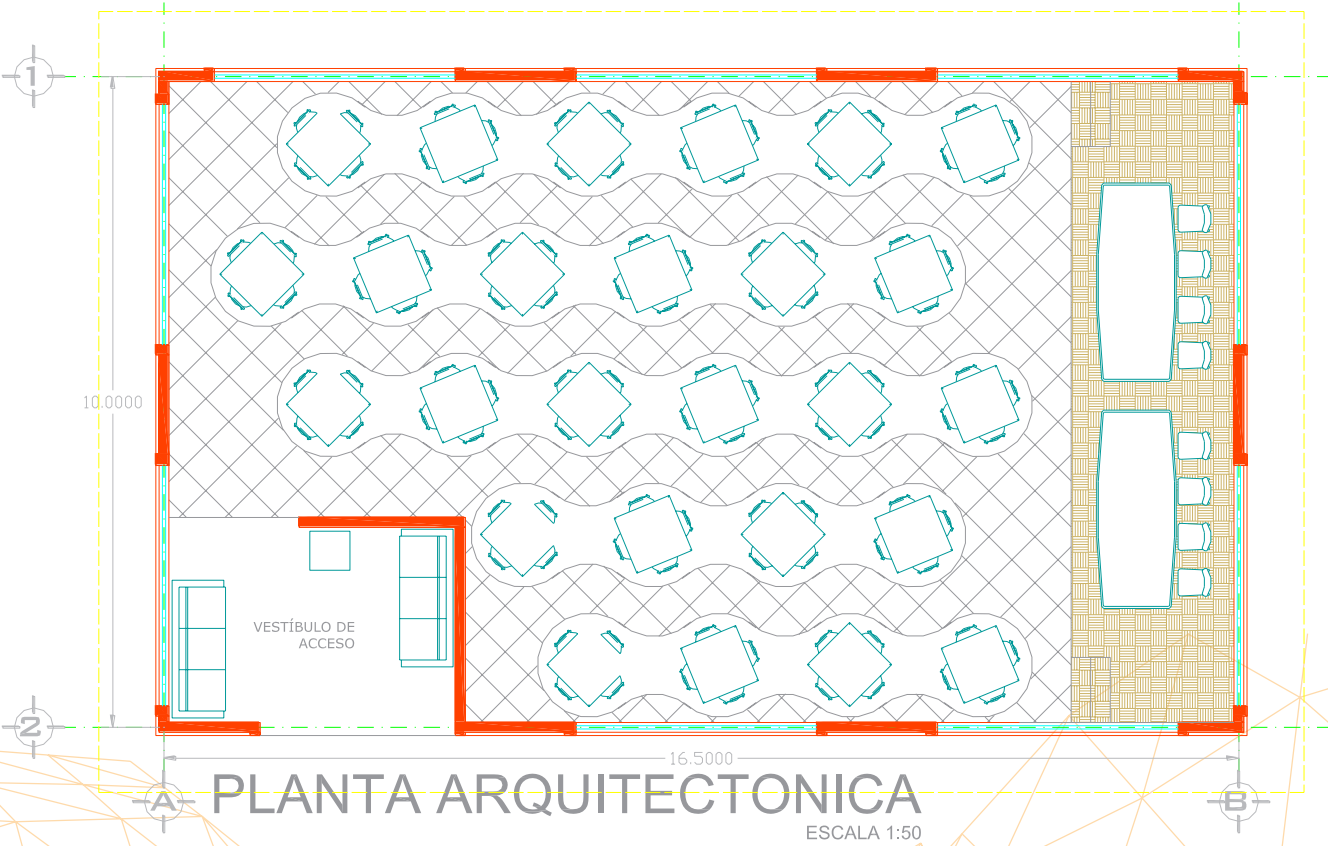 1
10.0000
VESTÍBULO DE
ACCESO
2
16.5000
A
PLANTA ARQUITECTONICA
B
ESCALA 1:50